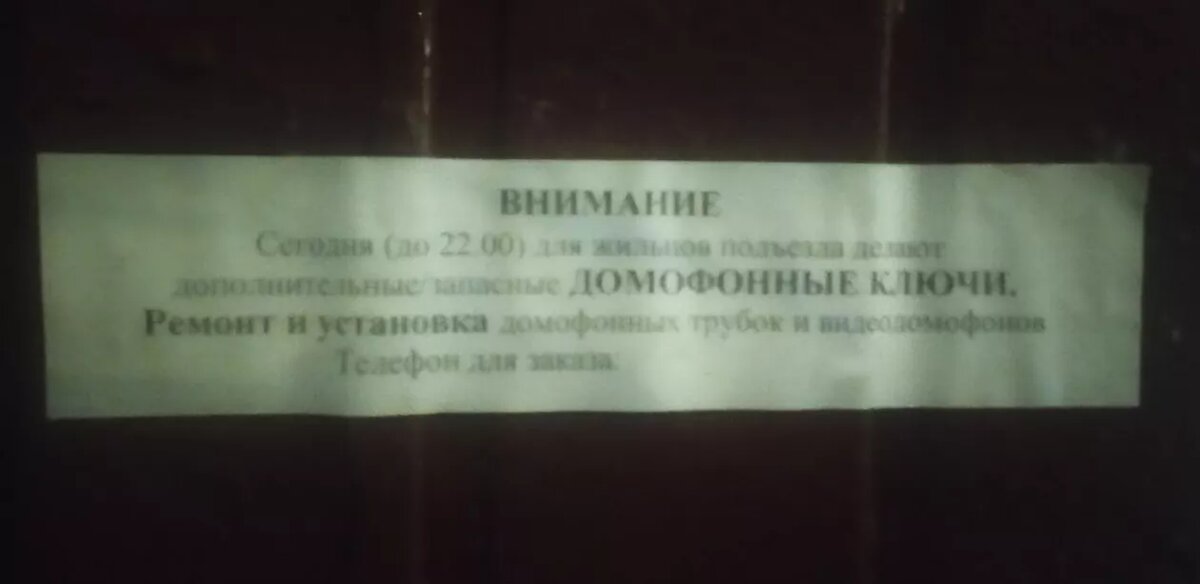 ВНИМАНИЕ
Сегодня (до 22.00) для жильцов подъезда делают
дополнительные/запасные ДОМОФОННЫЕ КЛЮЧИ.
Ремонт и установка домофонных трубок и видеодомофонов
Телефон для заказа: